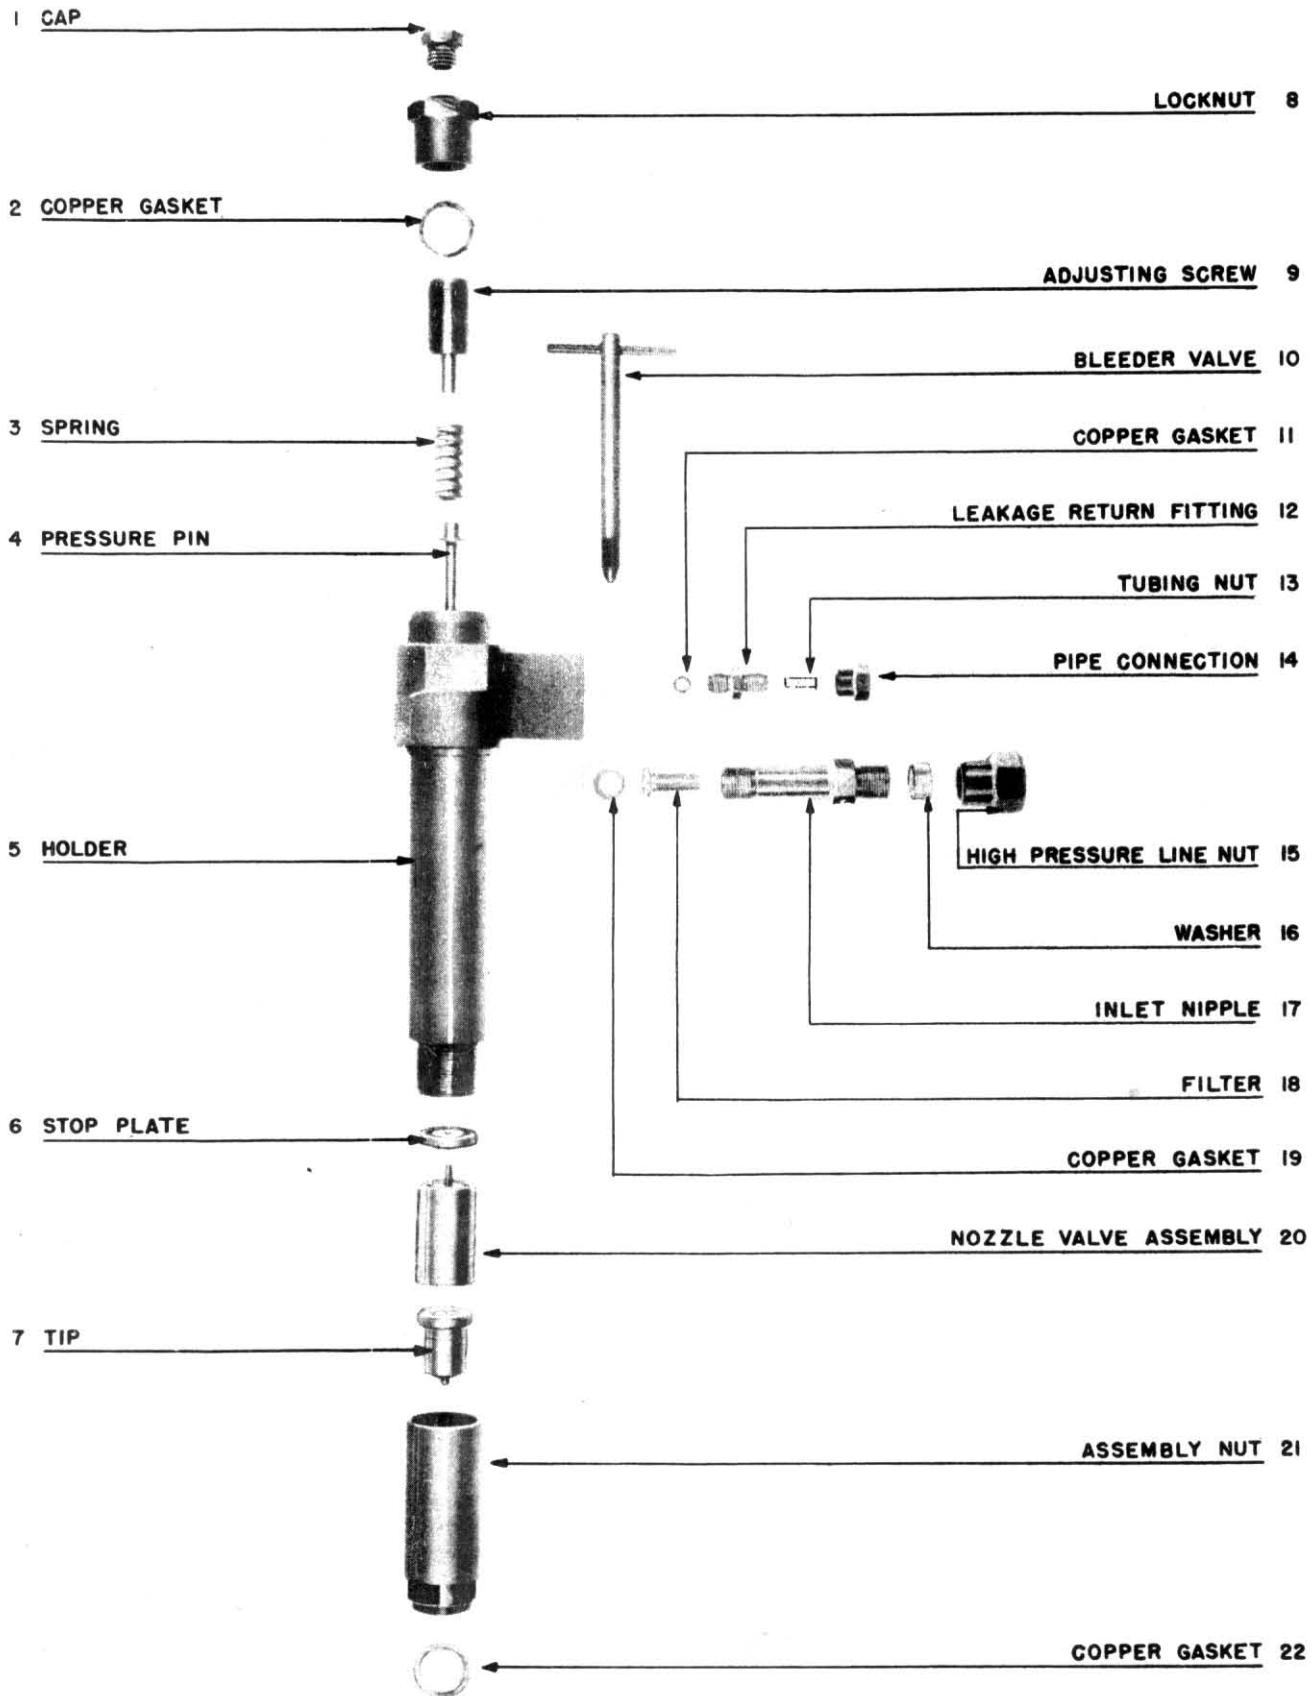 1 CAP
LOCKNUT 8
2 COPPER GASKET
ADJUSTING SCREW 9
BLEEDER VALVE 10
3 SPRING
COPPER GASKET 11
LEAKAGE RETURN FITTING 12
4 PRESSURE PIN
TUBING NUT 13
PIPE CONNECTION 14
5 HOLDER
HIGH PRESSURE LINE NUT 15
WASHER 16
INLET NIPPLE 17
FILTER 18
6 STOP PLATE
COPPER GASKET 19
NOZZLE VALVE ASSEMBLY 20
7 TIP
ASSEMBLY NUT 21
COPPER GASKET 22